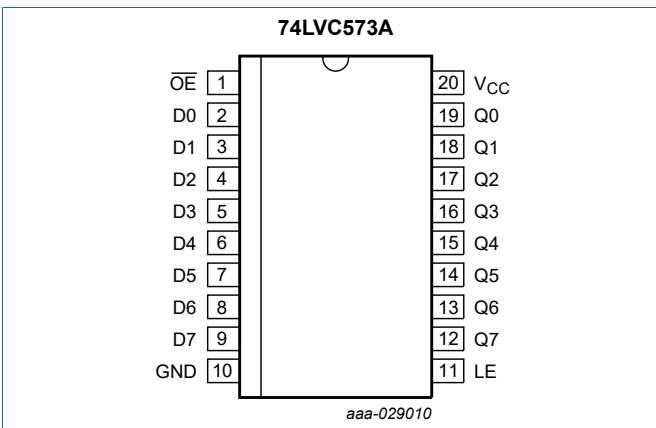 74LVC573A
O̅E̅ 1 20 VCC
D0 2 19 Q0
D1 3 18 Q1
D2 4 17 Q2
D3 5 16 Q3
D4 6 15 Q4
D5 7 14 Q5
D6 8 13 Q6
D7 9 12 Q7
GND 10 11 LE
aaa-029010